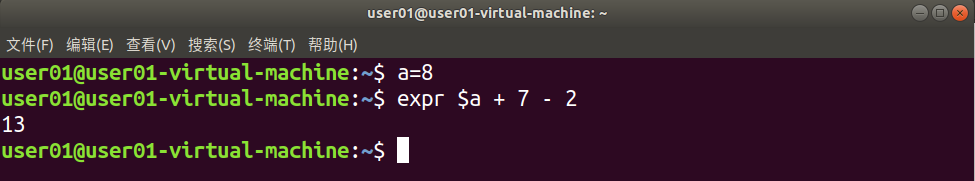 user01@user01-virtual-machine: ~
文件(F) 编辑(E) 查看(V) 搜索(S) 终端(T) 帮助(H)
user01@user01-virtual-machine:~$ a=8
user01@user01-virtual-machine:~$ expr $a + 7 - 2
13
user01@user01-virtual-machine:~$